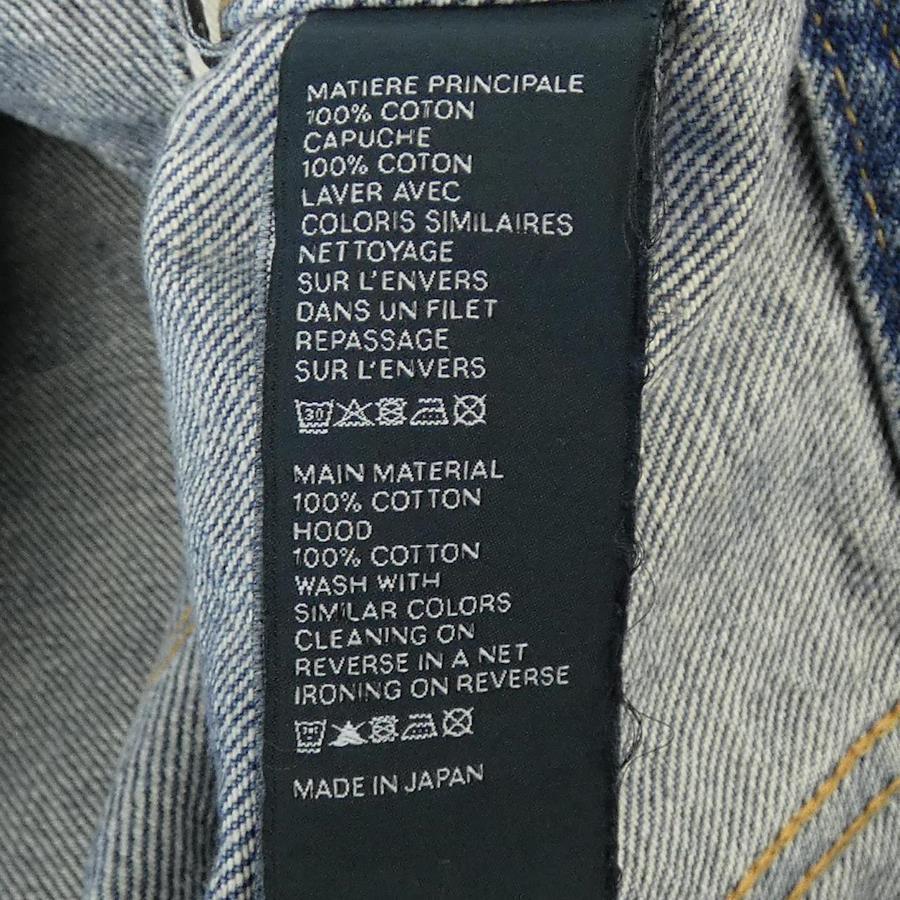 MATIERE PRINCIPALE
100% COTON
CAPUCHE
100% COTON
LAVER AVEC
COLORIS SIMILAIRES
NETTOYAGE
SUR L'ENVERS
DANS UN FILET
REPASSAGE
SUR L'ENVERS
30
MAIN MATERIAL
100% COTTON
HOOD
100% COTTON
WASH WITH
SIMILAR COLORS
CLEANING ON
REVERSE IN A NET
IRONING ON REVERSE
MADE IN JAPAN